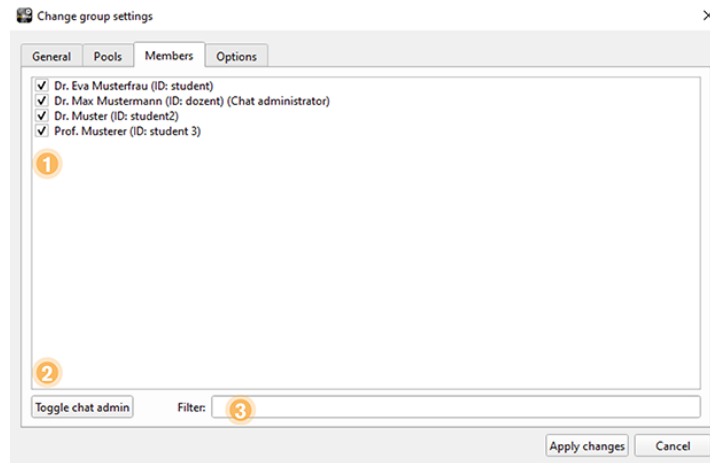 Change group settings
General Pools Members Options
Dr. Eva Musterfrau (ID: student)
Dr. Max Mustermann (ID: dozent) (Chat administrator)
Dr. Muster (ID: student2)
Prof. Musterer (ID: student 3)
1
2
Toggle chat admin Filter: 3
Apply changes Cancel